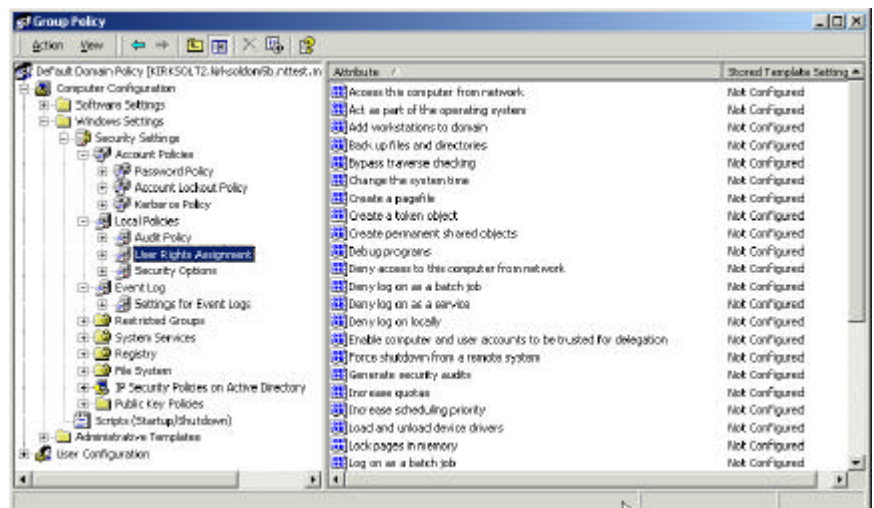 Group Policy
Action View
Default Domain Policy [KIRKSOLT2.
Computer Configuration
Software Settings
Windows Settings
Security Settings
Account Policies
Password Policy
Account Lockout Policy
Kerberos Policy
Local Policies
Audit Policy
User Rights Assignment
Security Options
Event Log
Settings for Event Logs
Restricted Groups
System Services
Registry
File System
IP Security Policies on Active Directory
Public Key Policies
Scripts (Startup/Shutdown)
Administrative Templates
User Configuration
Attribute Stored Template Setting
Access this computer from network Not Configured
Act as part of the operating system Not Configured
Add workstations to domain Not Configured
Back up files and directories Not Configured
Bypass traverse checking Not Configured
Change the system time Not Configured
Create a pagefile Not Configured
Create a token object Not Configured
Create permanent shared objects Not Configured
Debug programs Not Configured
Deny access to this computer from network Not Configured
Deny log on as a batch job Not Configured
Deny log on as a service Not Configured
Deny log on locally Not Configured
Enable computer and user accounts to be trusted for delegation Not Configured
Force shutdown from a remote system Not Configured
Generate security audits Not Configured
Increase quotas Not Configured
Increase scheduling priority Not Configured
Load and unload device drivers Not Configured
Lock pages in memory Not Configured
Log on as a batch job Not Configured